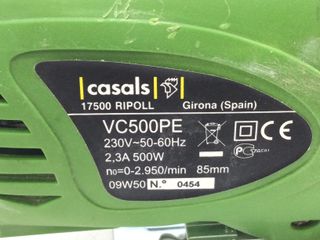 casals
17500 RIPOLL Girona (Spain)
VC500PE
230V~50-60Hz
2,3A 500W
n₀=0-2.950/min 85mm
09W50 N.º 0454